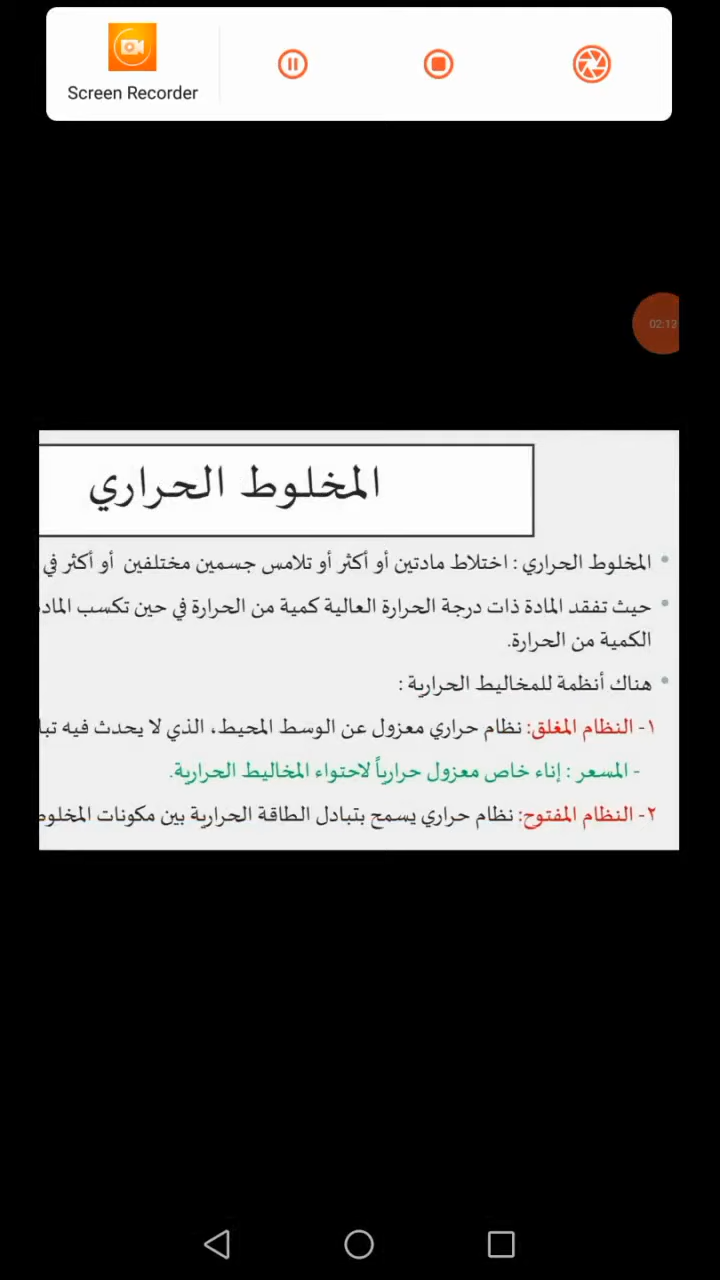 Screen Recorder
02:13
المخلوط الحراري
المخلوط الحراري : اختلاط مادتين أو أكثر أو تلامس جسمين مختلفين أو أكثر في
حيث تفقد المادة ذات درجة الحرارة العالية كمية من الحرارة في حين تكسب
الكمية من الحرارة.
هناك أنظمة للمخاليط الحرارية :
١- النظام المغلق: نظام حراري معزول عن الوسط المحيط، الذي لا يحدث فيه
- المسعر : إناء خاص معزول حرارياً لاحتواء المخاليط الحرارية.
٢- النظام المفتوح: نظام حراري يسمح بتبادل الطاقة الحرارية بين مكونات